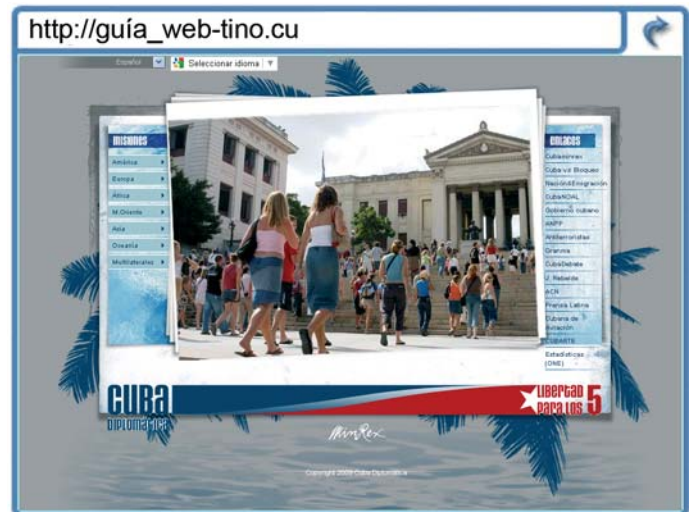 http://guía_web-tino.cu
Español
Seleccionar idioma
misiones
América
Europa
África
M.Oriente
Asia
Oceanía
Multilaterales
enlaces
Cubaminrex
Cuba vs Bloqueo
Nación&Emigración
CubaNOAL
Gobierno cubano
ANPP
Antiterroristas
Granma
CubaDebate
J. Rebelde
ACN
Prensa Latina
Cubana de
Aviación
CUBARTE
Estadísticas
(ONE)
CUBA
DIPLOMÁTICA
LIBERTAD
PARA LOS 5
MinRex
Copyright 2009 Cuba Diplomática